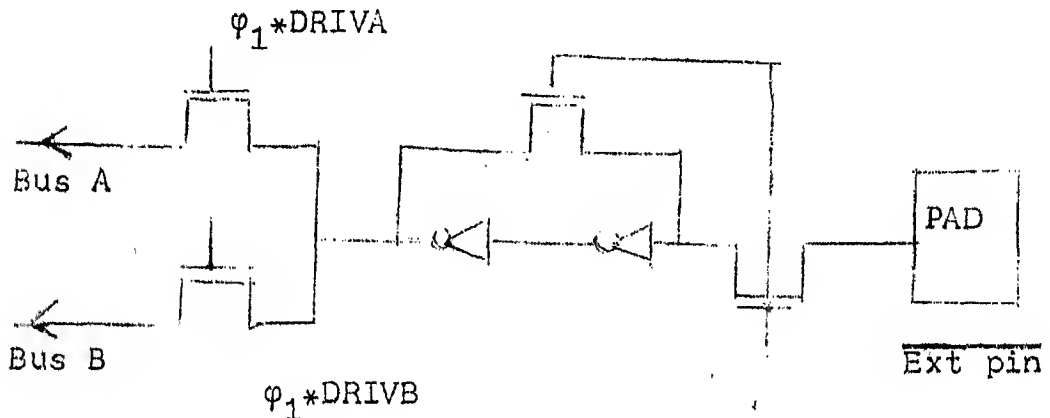 φ₁*DRIVA
Bus A
PAD
Bus B
Ext pin
φ₁*DRIVB